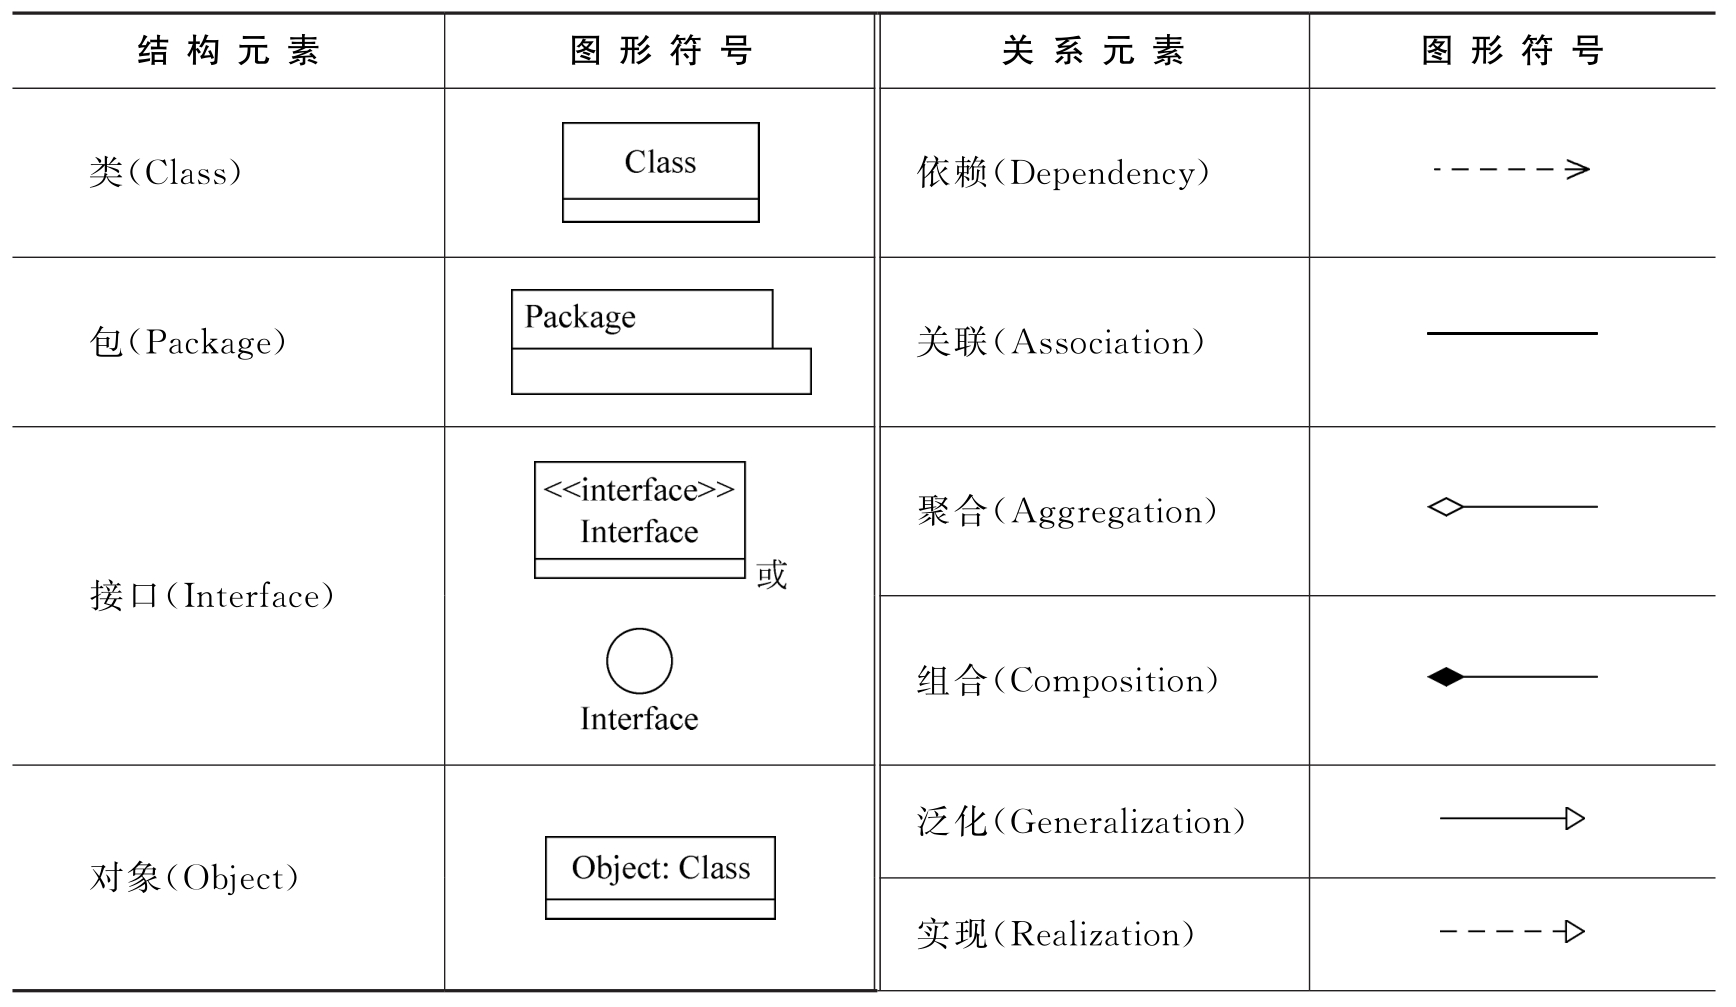 结构元素 图形符号 关系元素 图形符号
类(Class) Class 依赖(Dependency)
包(Package) Package 关联(Association)
接口(Interface) <<interface>>
Interface
或
Interface
聚合(Aggregation)
组合(Composition)
对象(Object) Object: Class 泛化(Generalization)
实现(Realization)